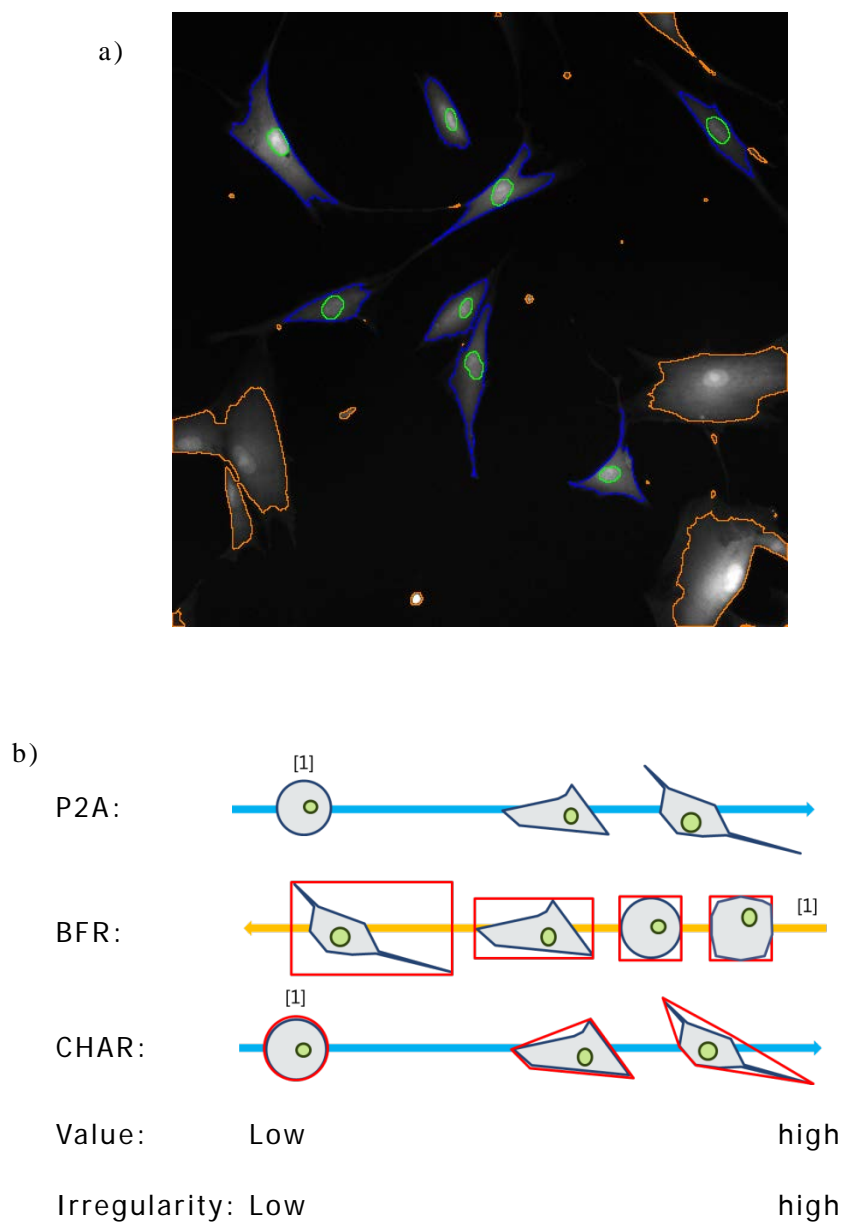 a)
b)
[1]
P2A:
BFR: [1]
[1]
CHAR:
Value: Low high
Irregularity: Low high